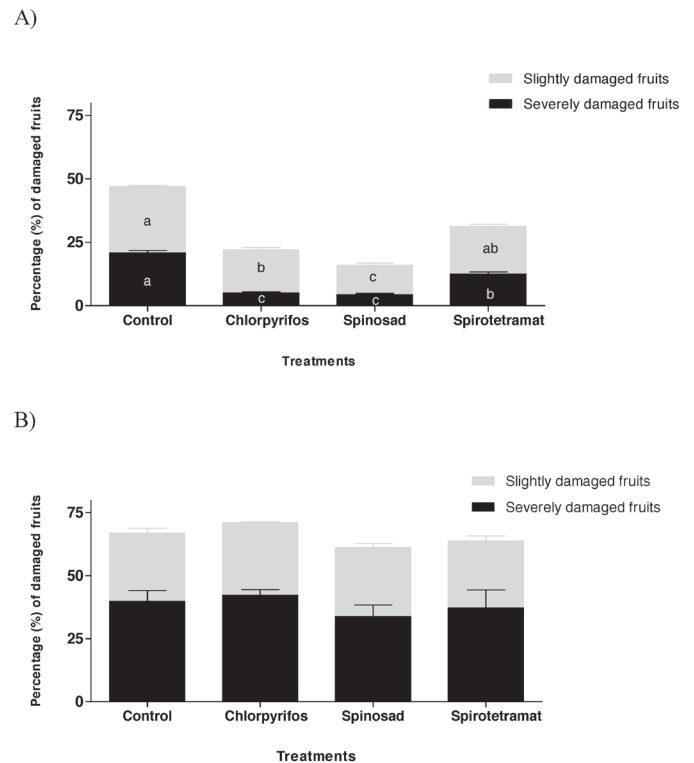 A)
Slightly damaged fruits
Severely damaged fruits
Percentage (%) of damaged fruits
75
50
25
0
a
b
c
ab
a
c
c
b
Control Chlorpyrifos Spinosad Spirotetramat
Treatments
B)
Slightly damaged fruits
Severely damaged fruits
Percentage (%) of damaged fruits
75
50
25
0
Control Chlorpyrifos Spinosad Spirotetramat
Treatments